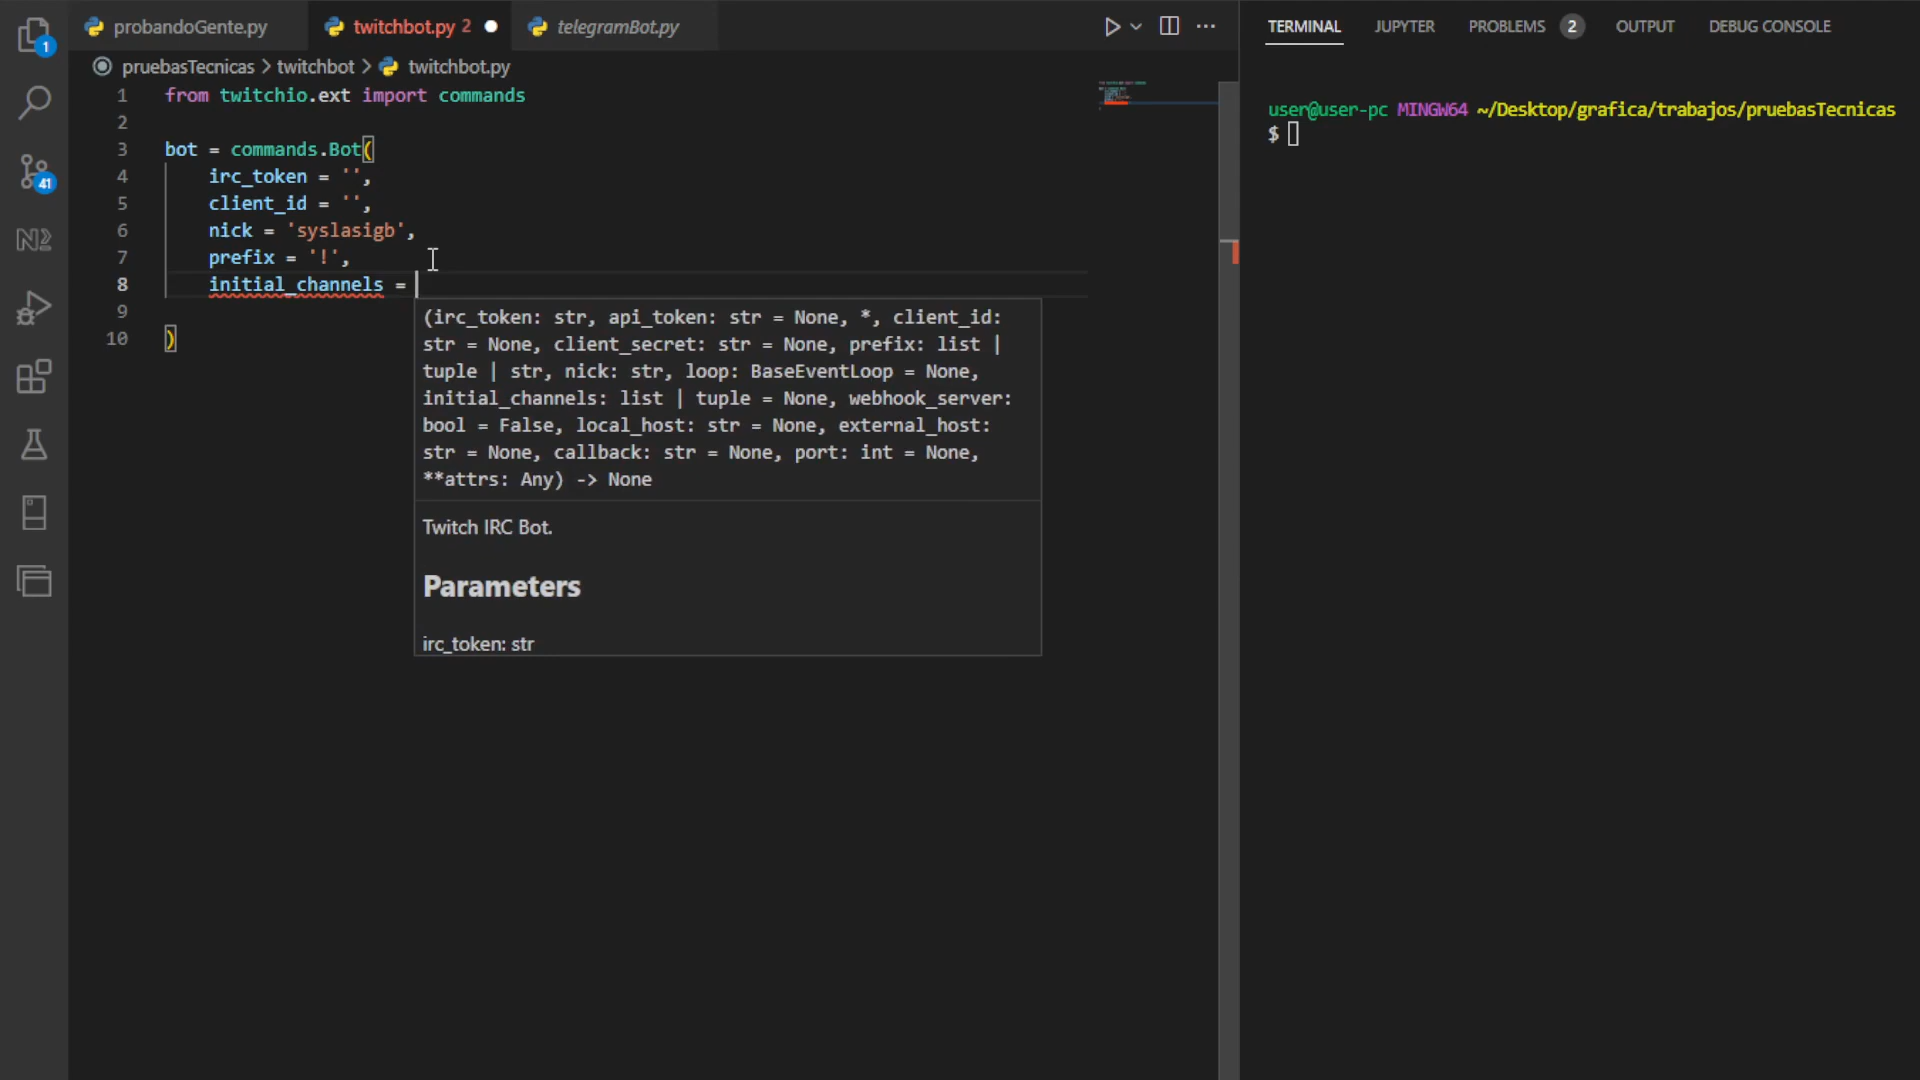 probandoGente.py
twitchbot.py 2
telegramBot.py
TERMINAL
JUPYTER
PROBLEMS 2
OUTPUT
DEBUG CONSOLE
1
41
pruebasTecnicas > twitchbot > twitchbot.py
1 from twitchio.ext import commands
2
3 bot = commands.Bot(
4 irc_token = '',
5 client_id = '',
6 nick = 'syslasigb',
7 prefix = '!',
8 initial_channels =
9
10 )
(irc_token: str, api_token: str = None, *, client_id:
str = None, client_secret: str = None, prefix: list |
tuple | str, nick: str, loop: BaseEventLoop = None,
initial_channels: list | tuple = None, webhook_server:
bool = False, local_host: str = None, external_host:
str = None, callback: str = None, port: int = None,
**attrs: Any) -> None
Twitch IRC Bot.
Parameters
irc_token: str
user@user-pc MINGW64 ~/Desktop/grafica/trabajos/pruebasTecnicas
$